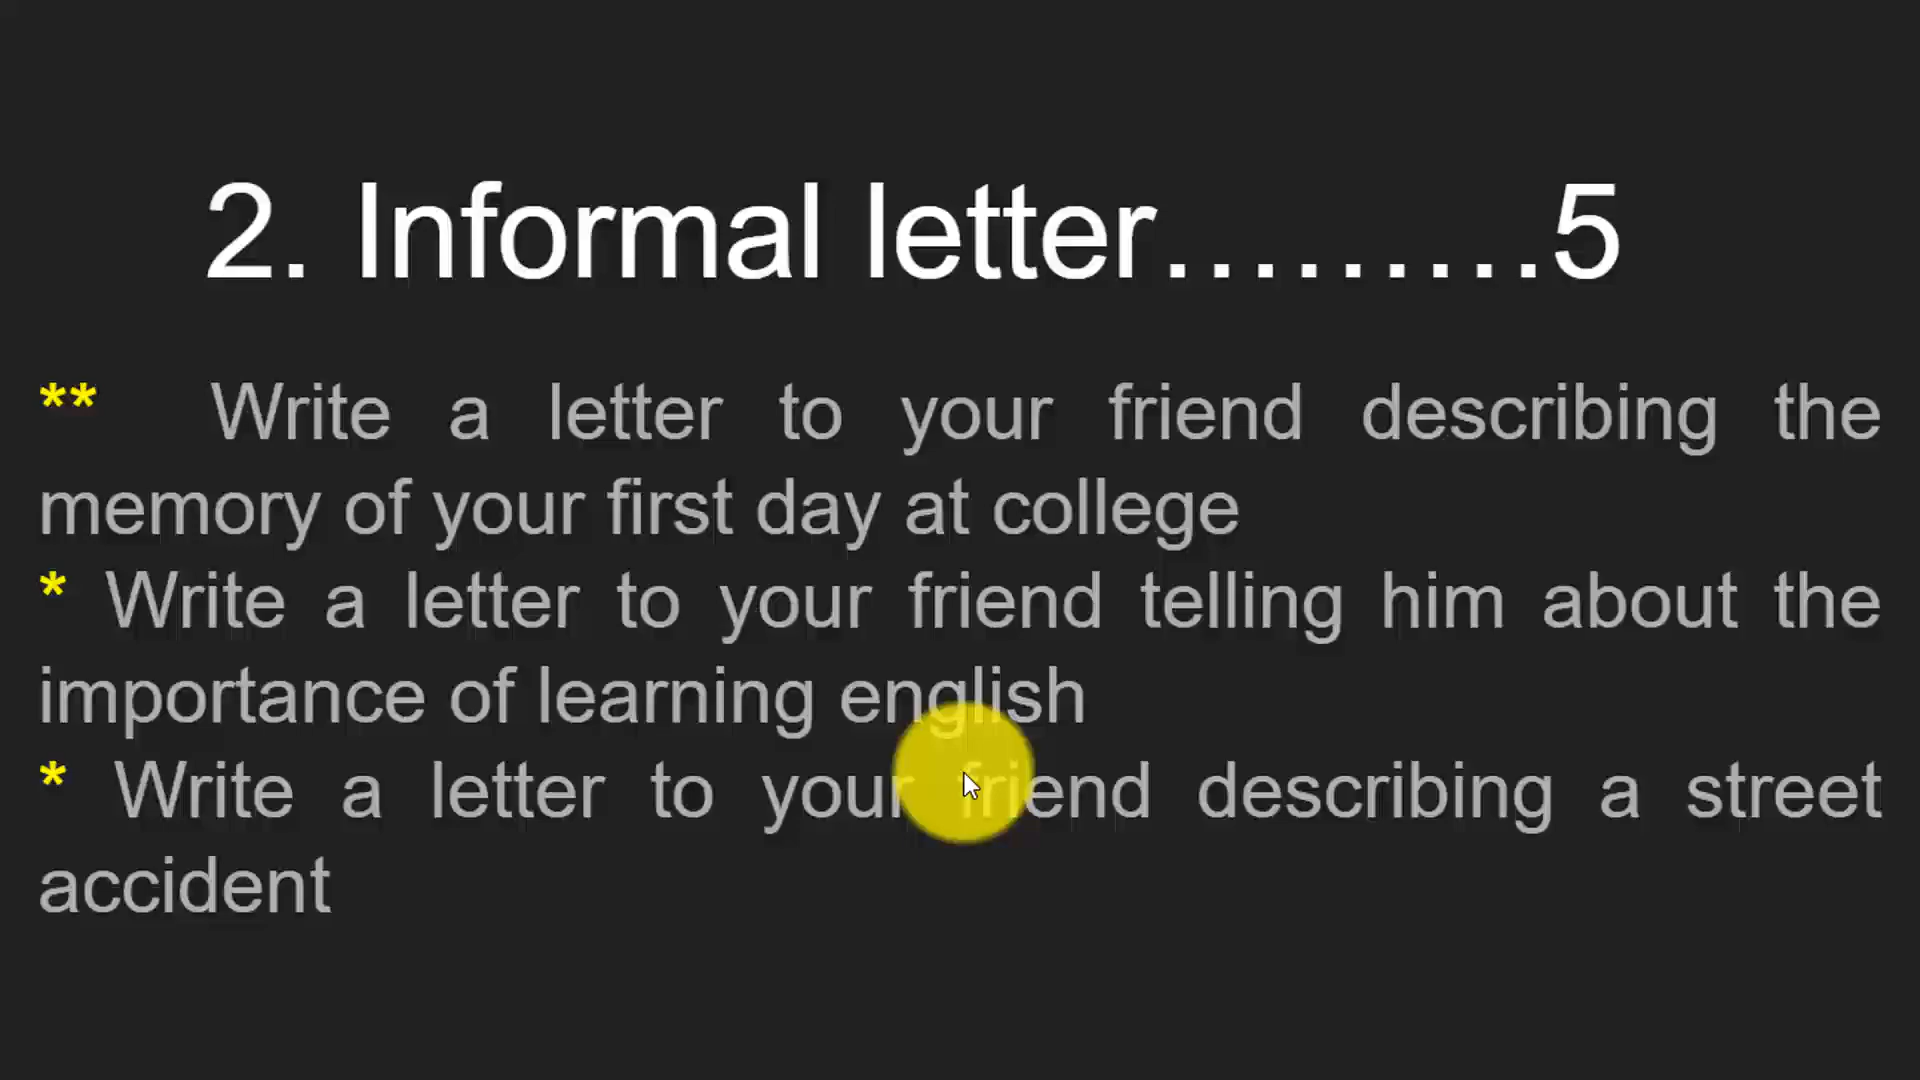 2. Informal letter.........5
** Write a letter to your friend describing the
memory of your first day at college
* Write a letter to your friend telling him about the
importance of learning english
* Write a letter to your friend describing a street
accident